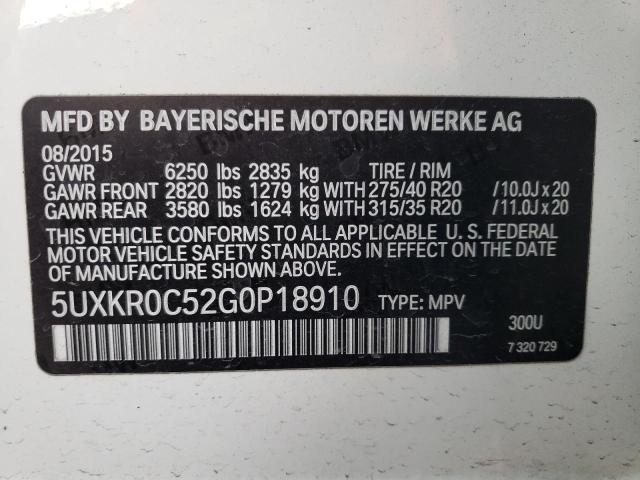 MFD BY BAYERISCHE MOTOREN WERKE AG
08/2015
GVWR 6250 lbs 2835 kg TIRE / RIM
GAWR FRONT 2820 lbs 1279 kg WITH 275/40 R20 /10.0J x 20
GAWR REAR 3580 lbs 1624 kg WITH 315/35 R20 /11.0J x 20
THIS VEHICLE CONFORMS TO ALL APPLICABLE U. S. FEDERAL
MOTOR VEHICLE SAFETY STANDARDS IN EFFECT ON THE DATE OF
MANUFACTURE SHOWN ABOVE.
5UXKR0C52G0P18910 TYPE: MPV
300U
7 320 729